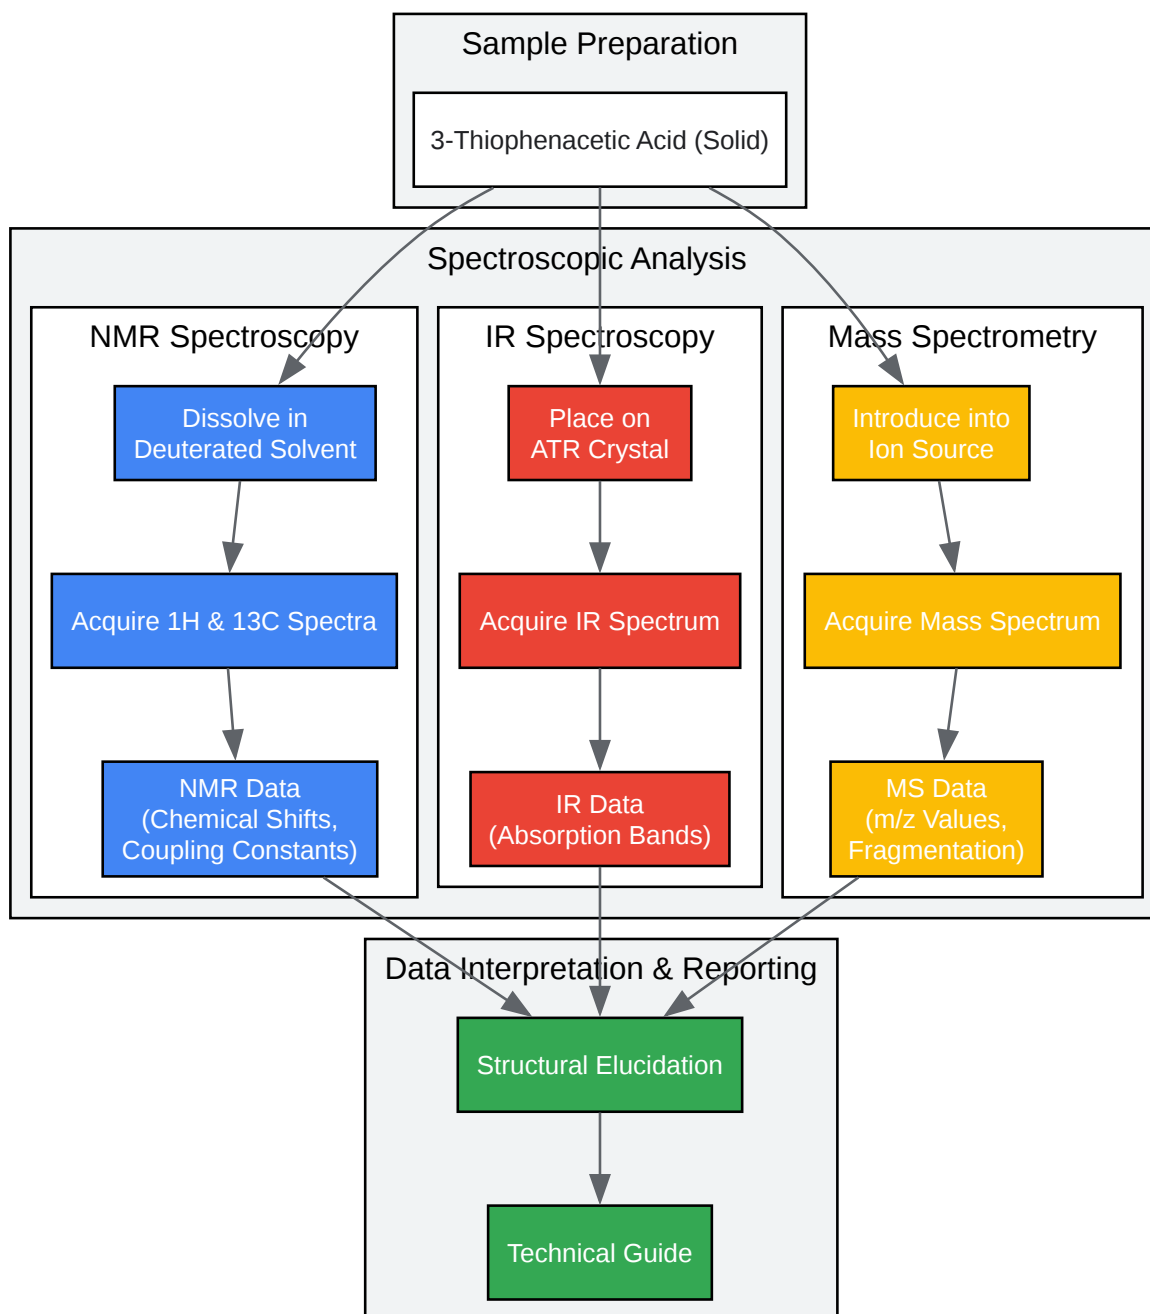 Sample Preparation
3-Thiophenacetic Acid (Solid)
Spectroscopic Analysis
NMR Spectroscopy
Dissolve in
Deuterated Solvent
Acquire 1H & 13C Spectra
NMR Data
(Chemical Shifts,
Coupling Constants)
IR Spectroscopy
Place on
ATR Crystal
Acquire IR Spectrum
IR Data
(Absorption Bands)
Mass Spectrometry
Introduce into
Ion Source
Acquire Mass Spectrum
MS Data
(m/z Values,
Fragmentation)
Data Interpretation & Reporting
Structural Elucidation
Technical Guide